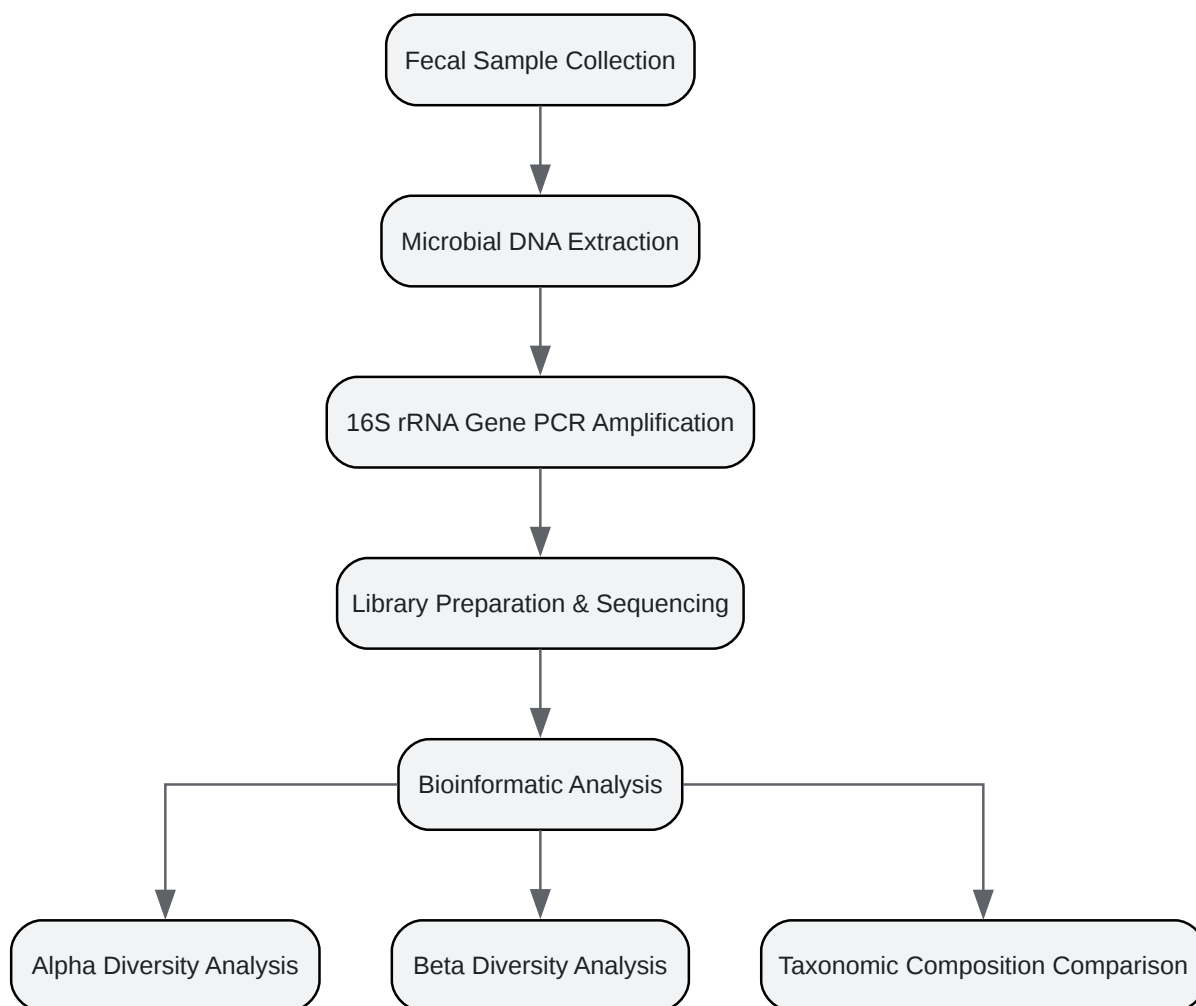 Fecal Sample Collection
Microbial DNA Extraction
16S rRNA Gene PCR Amplification
Library Preparation & Sequencing
Bioinformatic Analysis
Alpha Diversity Analysis
Beta Diversity Analysis
Taxonomic Composition Comparison